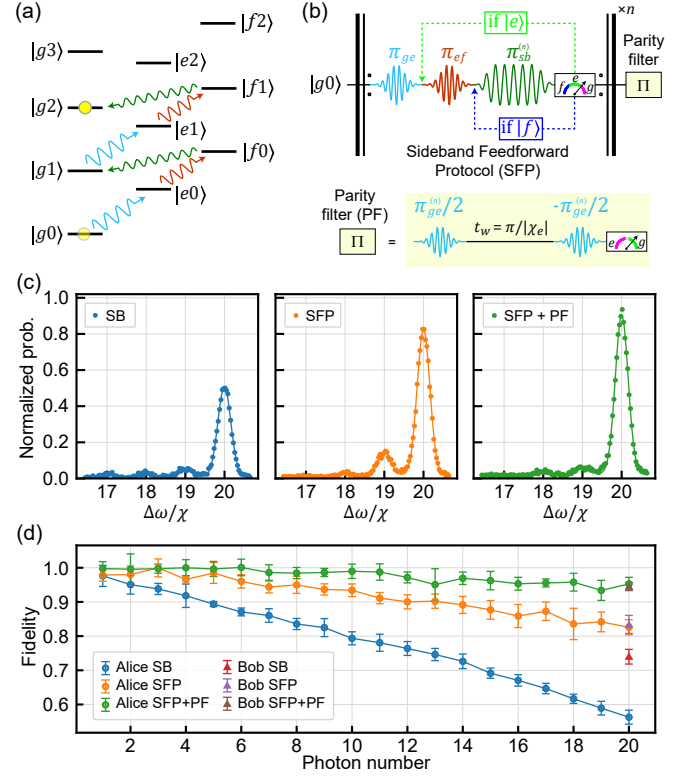 (a)
|f2⟩
|g3⟩
|e2⟩
|f1⟩
|g2⟩
|e1⟩
|f0⟩
|g1⟩
|e0⟩
|g0⟩
(b)
×n
if |e⟩
π_ge
π_ef
π_sb^(n)
Parity
filter
|g0⟩
f e g
Π
if |f⟩
Sideband Feedforward
Protocol (SFP)
Parity
filter (PF)
π_ge^(n)/2
-π_ge^(n)/2
Π =
t_w = π/|χ_e|
e g
(c)
Normalized prob.
1.0
0.8
0.6
0.4
0.2
0.0
SB
17 18 19 20
Δω/χ
SFP
17 18 19 20
Δω/χ
SFP + PF
17 18 19 20
Δω/χ
(d)
Fidelity
1.0
0.9
0.8
0.7
0.6
Alice SB
Alice SFP
Alice SFP+PF
Bob SB
Bob SFP
Bob SFP+PF
2 4 6 8 10 12 14 16 18 20
Photon number